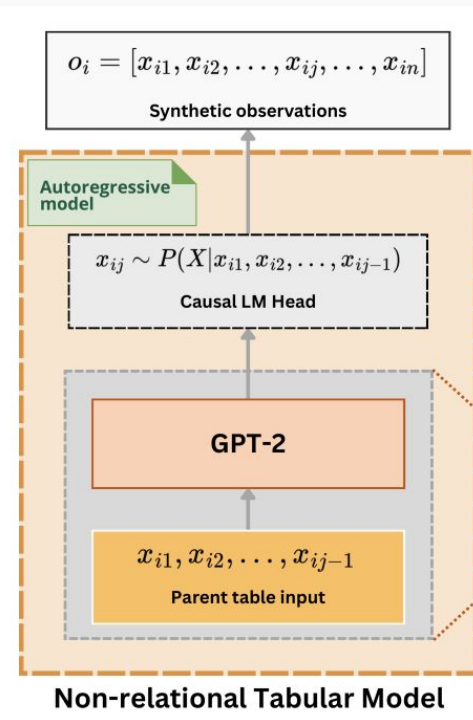 oᵢ = [xᵢ₁, xᵢ₂, . . . , xᵢⱼ, . . . , xᵢₙ]
Synthetic observations
Autoregressive
model
xᵢⱼ ∼ P(X|xᵢ₁, xᵢ₂, . . . , xᵢⱼ₋₁)
Causal LM Head
GPT-2
xᵢ₁, xᵢ₂, . . . , xᵢⱼ₋₁
Parent table input
Non-relational Tabular Model